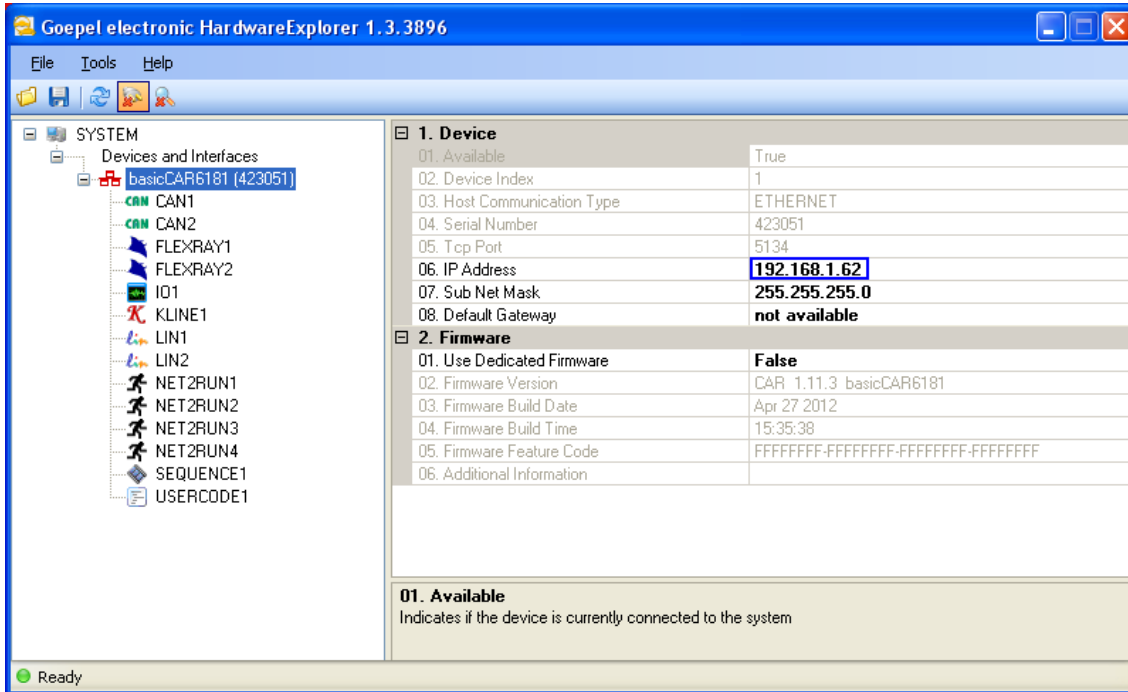 Goepel electronic HardwareExplorer 1.3.3896
File Tools Help
SYSTEM
Devices and Interfaces
basicCAR6181 (423051)
CAN CAN1
CAN CAN2
FLEXRAY1
FLEXRAY2
IO1
K KLINE1
Lin LIN1
Lin LIN2
NET2RUN1
NET2RUN2
NET2RUN3
NET2RUN4
SEQUENCE1
USERCODE1
1. Device
01. Available True
02. Device Index 1
03. Host Communication Type ETHERNET
04. Serial Number 423051
05. Tcp Port 5134
06. IP Address 192.168.1.62
07. Sub Net Mask 255.255.255.0
08. Default Gateway not available
2. Firmware
01. Use Dedicated Firmware False
02. Firmware Version CAR 1.11.3 basicCAR6181
03. Firmware Build Date Apr 27 2012
04. Firmware Build Time 15:35:38
05. Firmware Feature Code FFFFFFFF-FFFFFFFF-FFFFFFFF-FFFFFFFF
06. Additional Information
01. Available
Indicates if the device is currently connected to the system
Ready